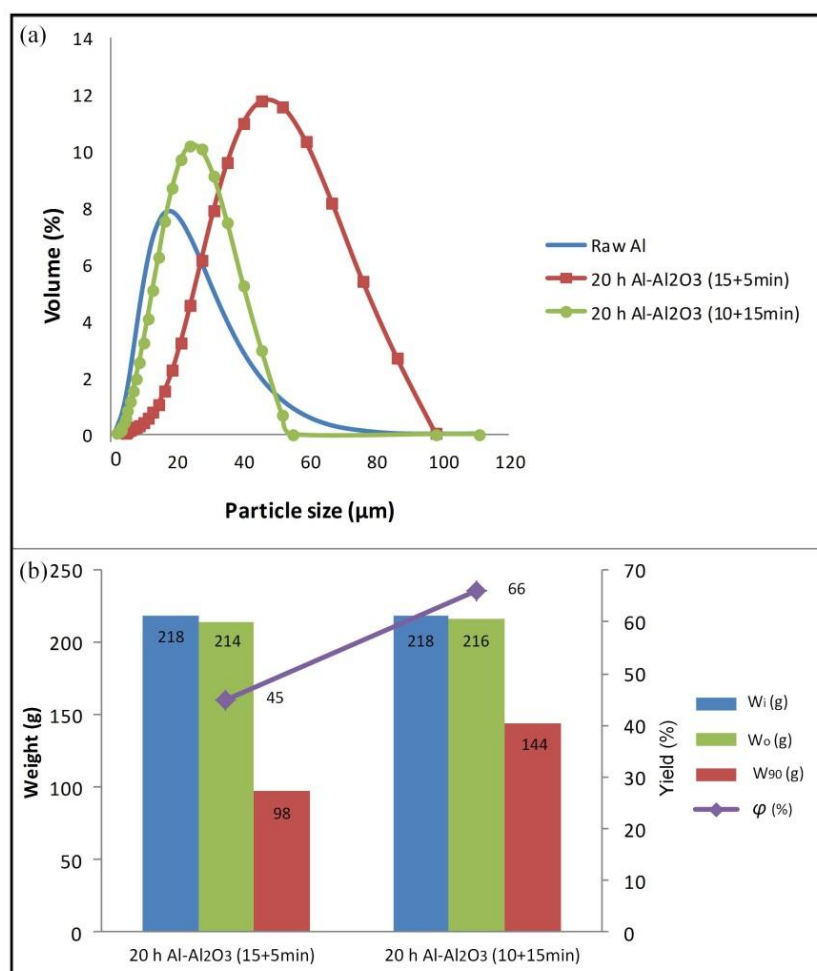 (a)
14
12
10
8
6
4
2
0
Volume (%)
0 20 40 60 80 100 120
Particle size (µm)
Raw Al
20 h Al-Al2O3 (15+5min)
20 h Al-Al2O3 (10+15min)
(b)
250
200
150
100
50
0
Weight (g)
218 214 98
45
218 216 144
66
70
60
50
40
30
20
10
0
Yield (%)
20 h Al-Al2O3 (15+5min) 20 h Al-Al2O3 (10+15min)
Wi (g)
Wo (g)
W90 (g)
φ (%)